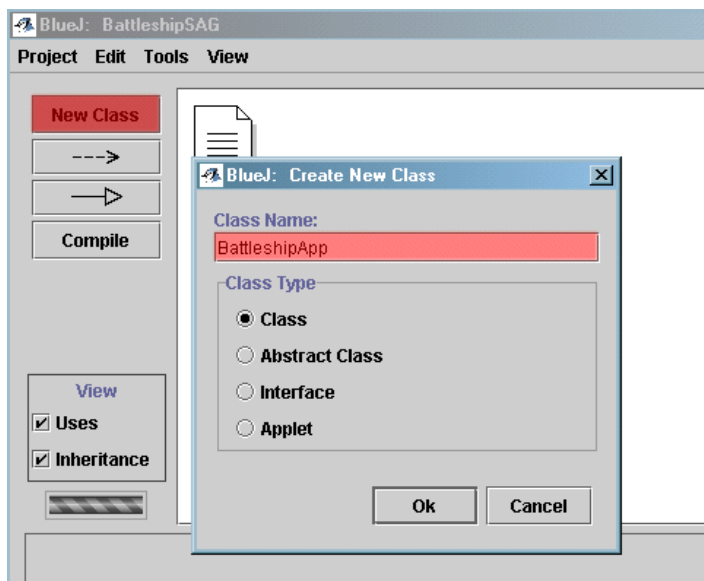 BlueJ: BattleshipSAG
Project Edit Tools View
New Class
Compile
View
Uses
Inheritance
BlueJ: Create New Class
Class Name:
BattleshipApp
Class Type
Class
Abstract Class
Interface
Applet
Ok Cancel